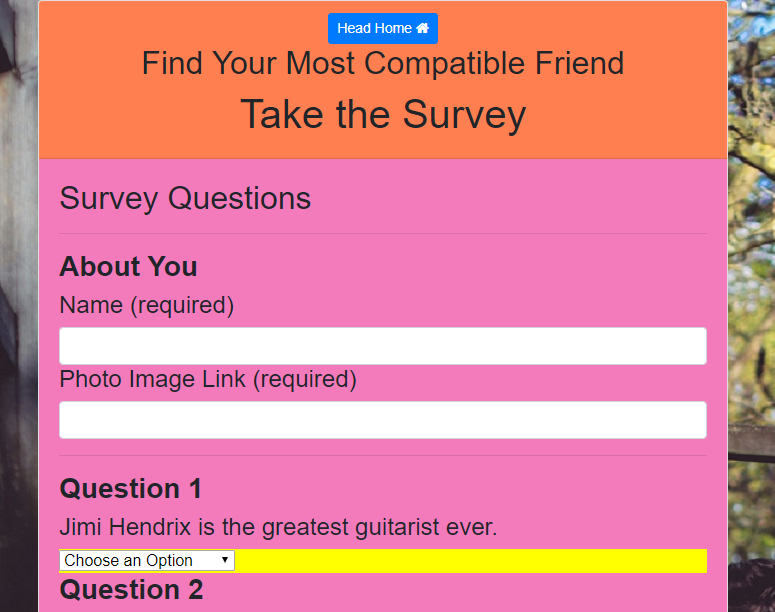 Head Home
Find Your Most Compatible Friend
Take the Survey
Survey Questions
About You
Name (required)
Photo Image Link (required)
Question 1
Jimi Hendrix is the greatest guitarist ever.
Choose an Option
Question 2